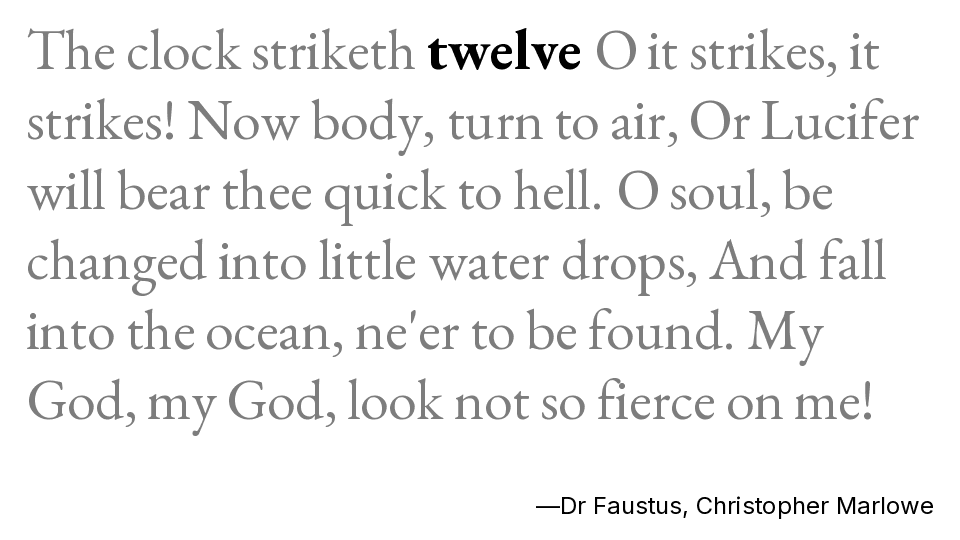 The clock striketh twelve O it strikes, it
strikes! Now body, turn to air, Or Lucifer
will bear thee quick to hell. O soul, be
changed into little water drops, And fall
into the ocean, ne'er to be found. My
God, my God, look not so fierce on me!
—Dr Faustus, Christopher Marlowe